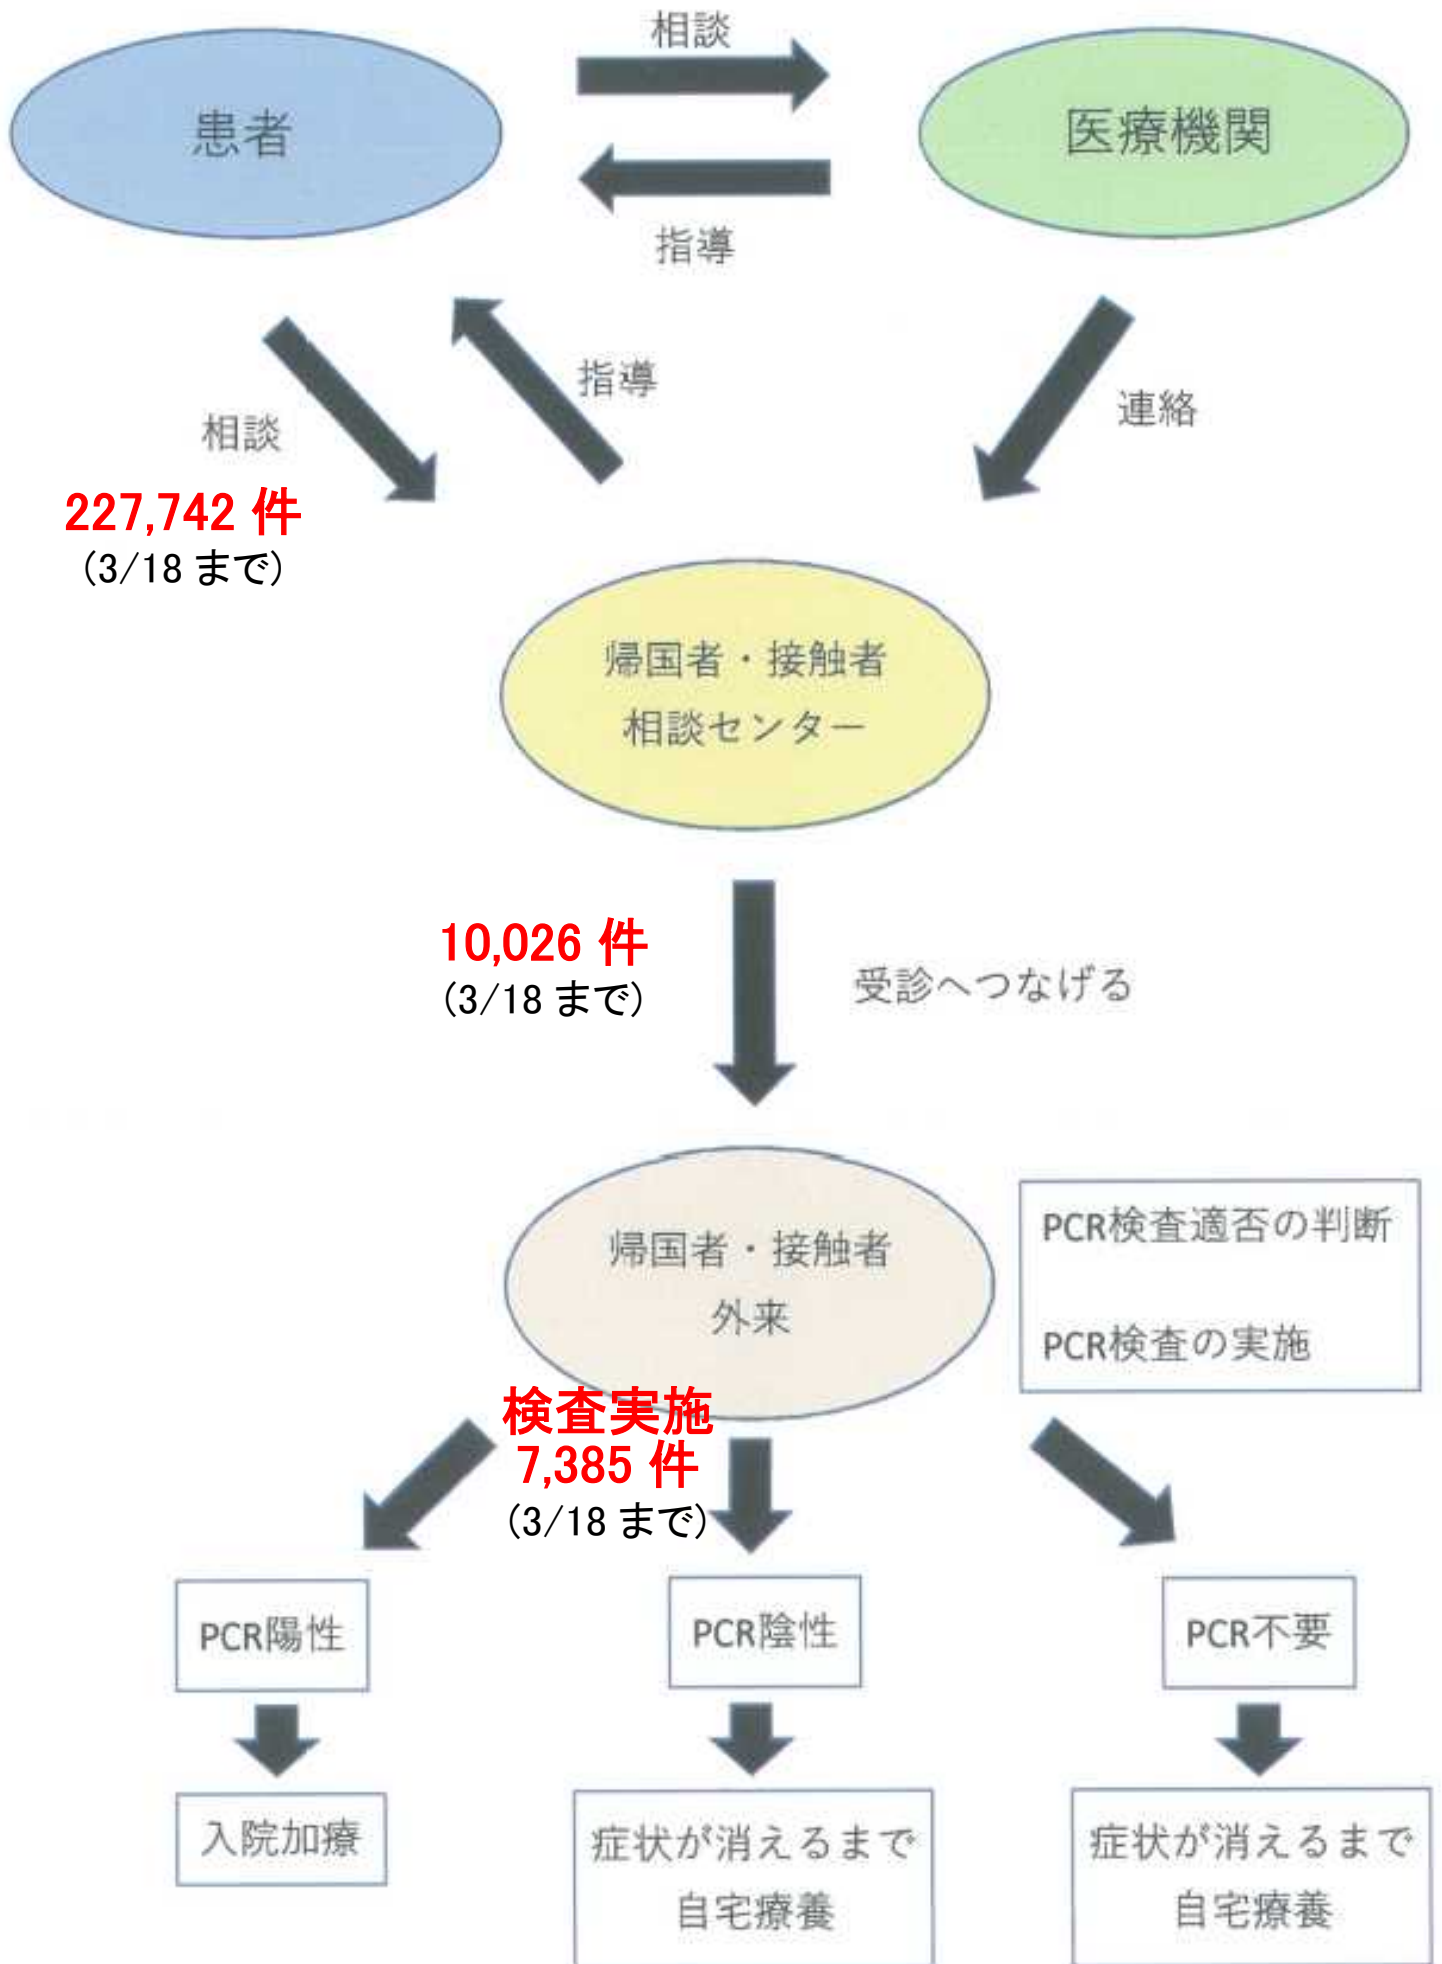 相談
患者
医療機関
指導
指導
相談
連絡
227,742 件
(3/18 まで)
帰国者・接触者
相談センター
10,026 件
(3/18 まで)
受診へつなげる
帰国者・接触者
外来
PCR検査適否の判断
PCR検査の実施
検査実施
7,385 件
(3/18 まで)
PCR陽性
PCR陰性
PCR不要
入院加療
症状が消えるまで
自宅療養
症状が消えるまで
自宅療養